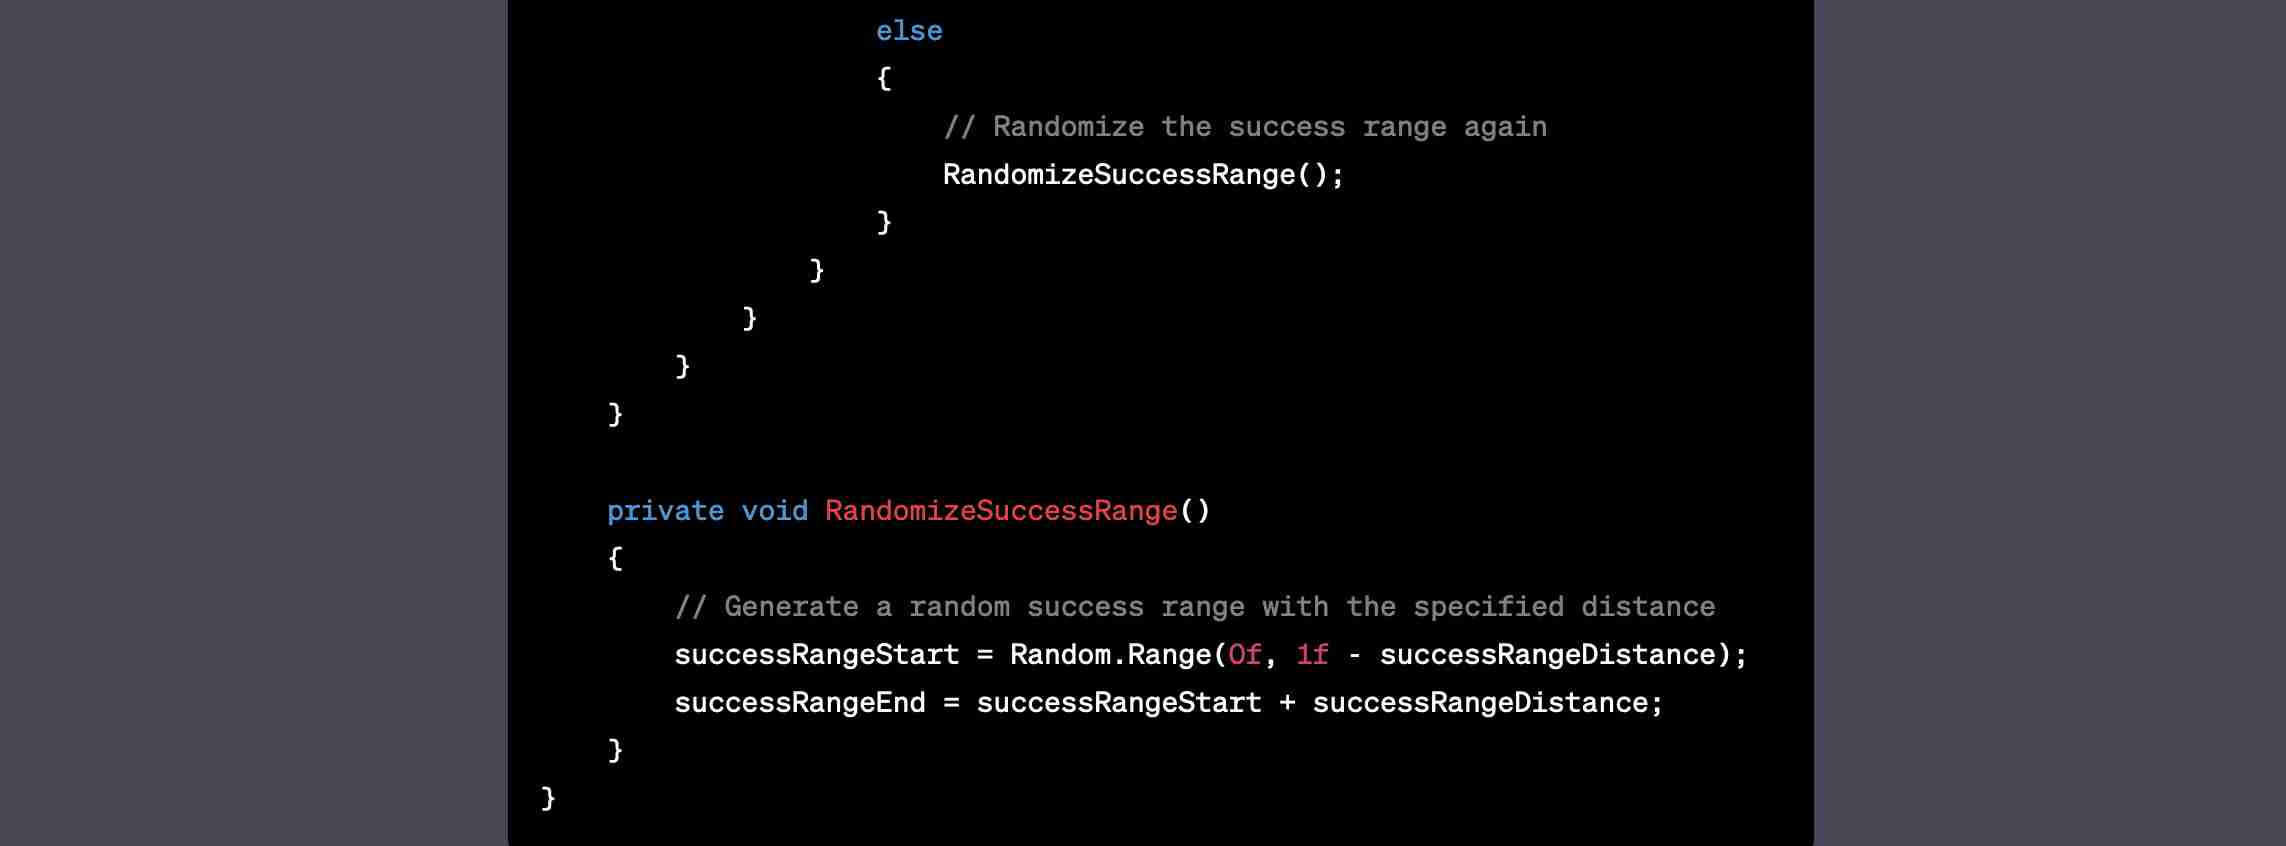 else
{
// Randomize the success range again
RandomizeSuccessRange();
}
}
}
}
}
private void RandomizeSuccessRange()
{
// Generate a random success range with the specified distance
successRangeStart = Random.Range(0f, 1f - successRangeDistance);
successRangeEnd = successRangeStart + successRangeDistance;
}
}